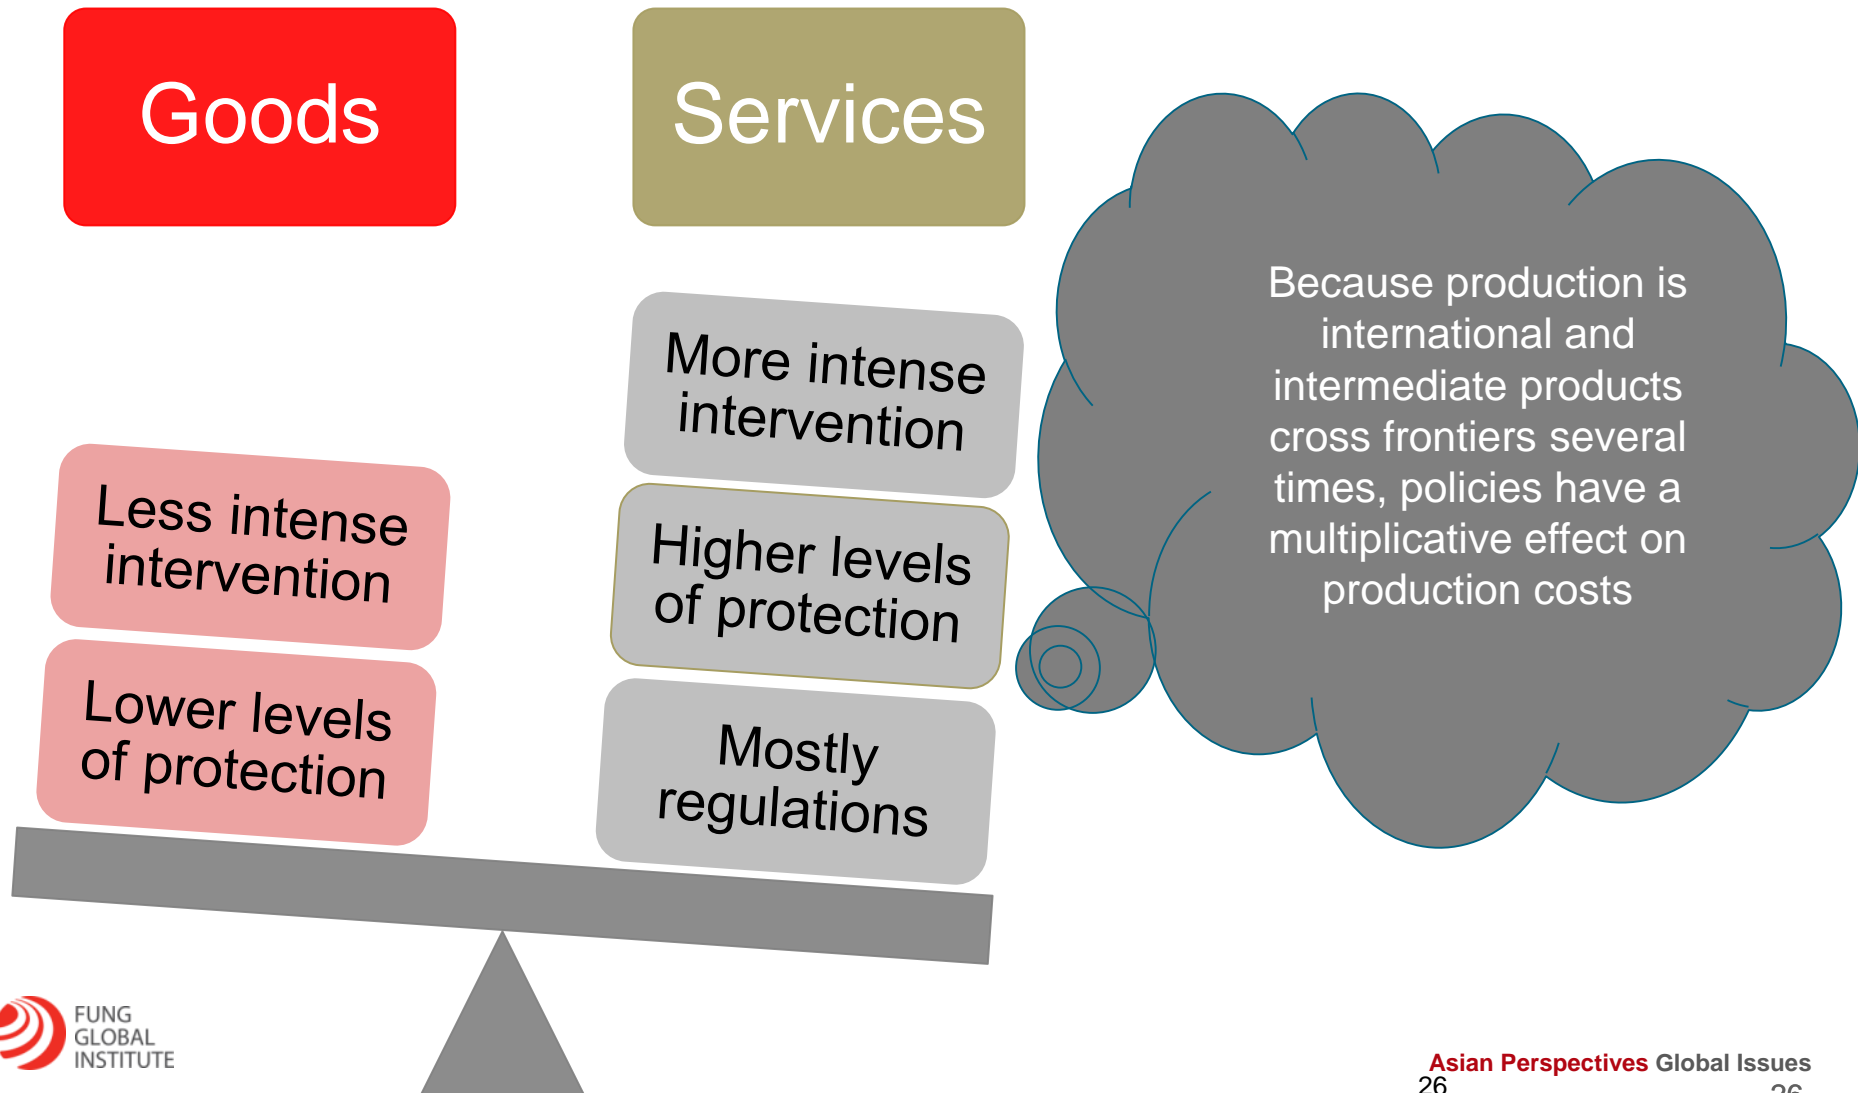 Goods
Services
More intense
intervention
Less intense
intervention
Higher levels
of protection
Lower levels
of protection
Mostly
regulations
Because production is
international and
intermediate products
cross frontiers several
times, policies have a
multiplicative effect on
production costs
FUNG
GLOBAL
INSTITUTE
Asian Perspectives Global Issues
26
26